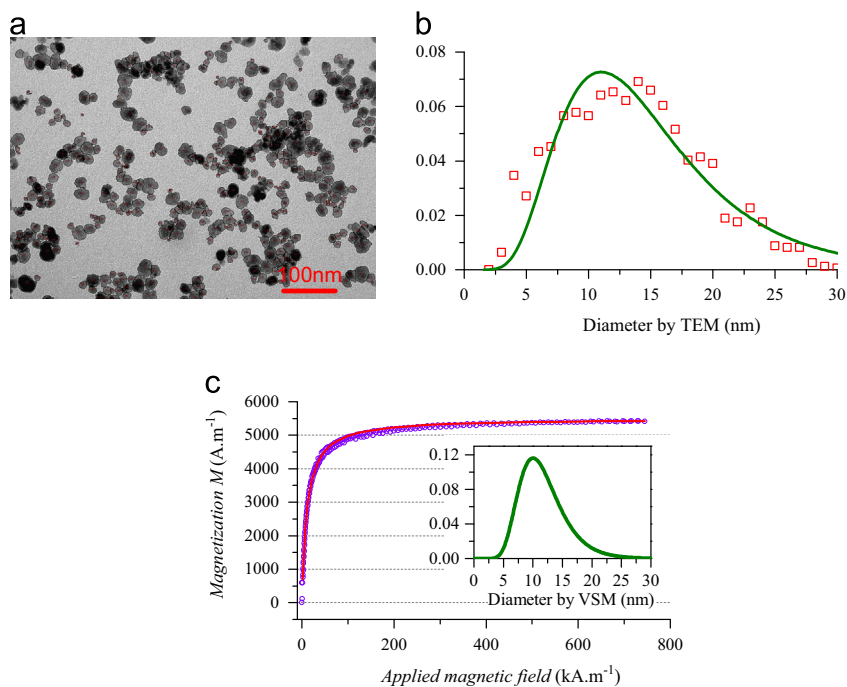 a
100nm
b
0.08
0.06
0.04
0.02
0.00
0 5 10 15 20 25 30
Diameter by TEM (nm)
c
6000
5000
4000
3000
2000
1000
0
Magnetization M (A.m⁻¹)
0.12
0.08
0.04
0.00
0 5 10 15 20 25 30
Diameter by VSM (nm)
0 200 400 600 800
Applied magnetic field (kA.m⁻¹)